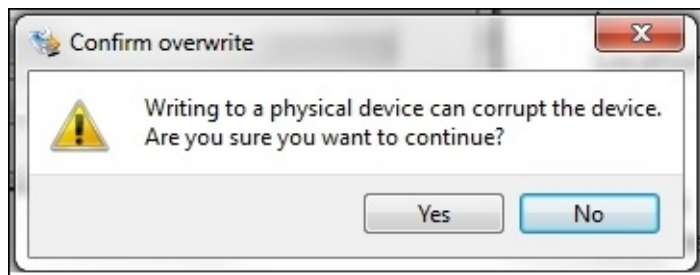 Confirm overwrite
Writing to a physical device can corrupt the device.
Are you sure you want to continue?
Yes
No